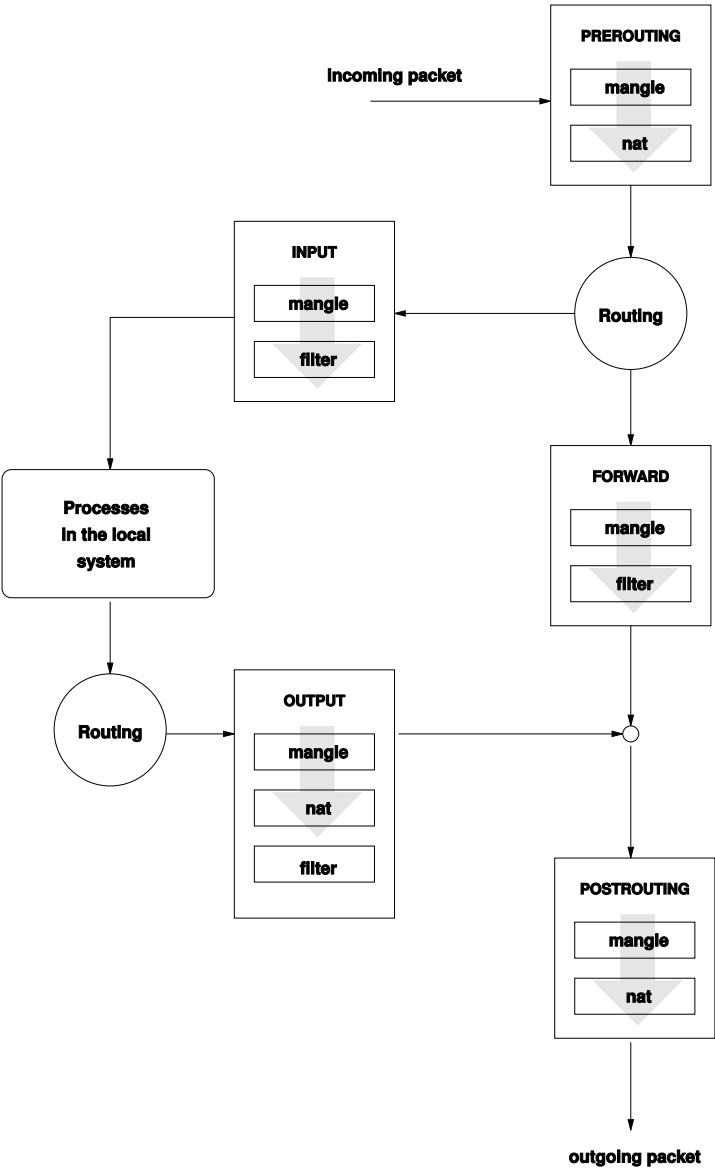 PREROUTING
incoming packet
mangle
nat
INPUT
mangle
filter
Routing
FORWARD
mangle
filter
Processes
in the local
system
Routing
OUTPUT
mangle
nat
filter
POSTROUTING
mangle
nat
outgoing packet